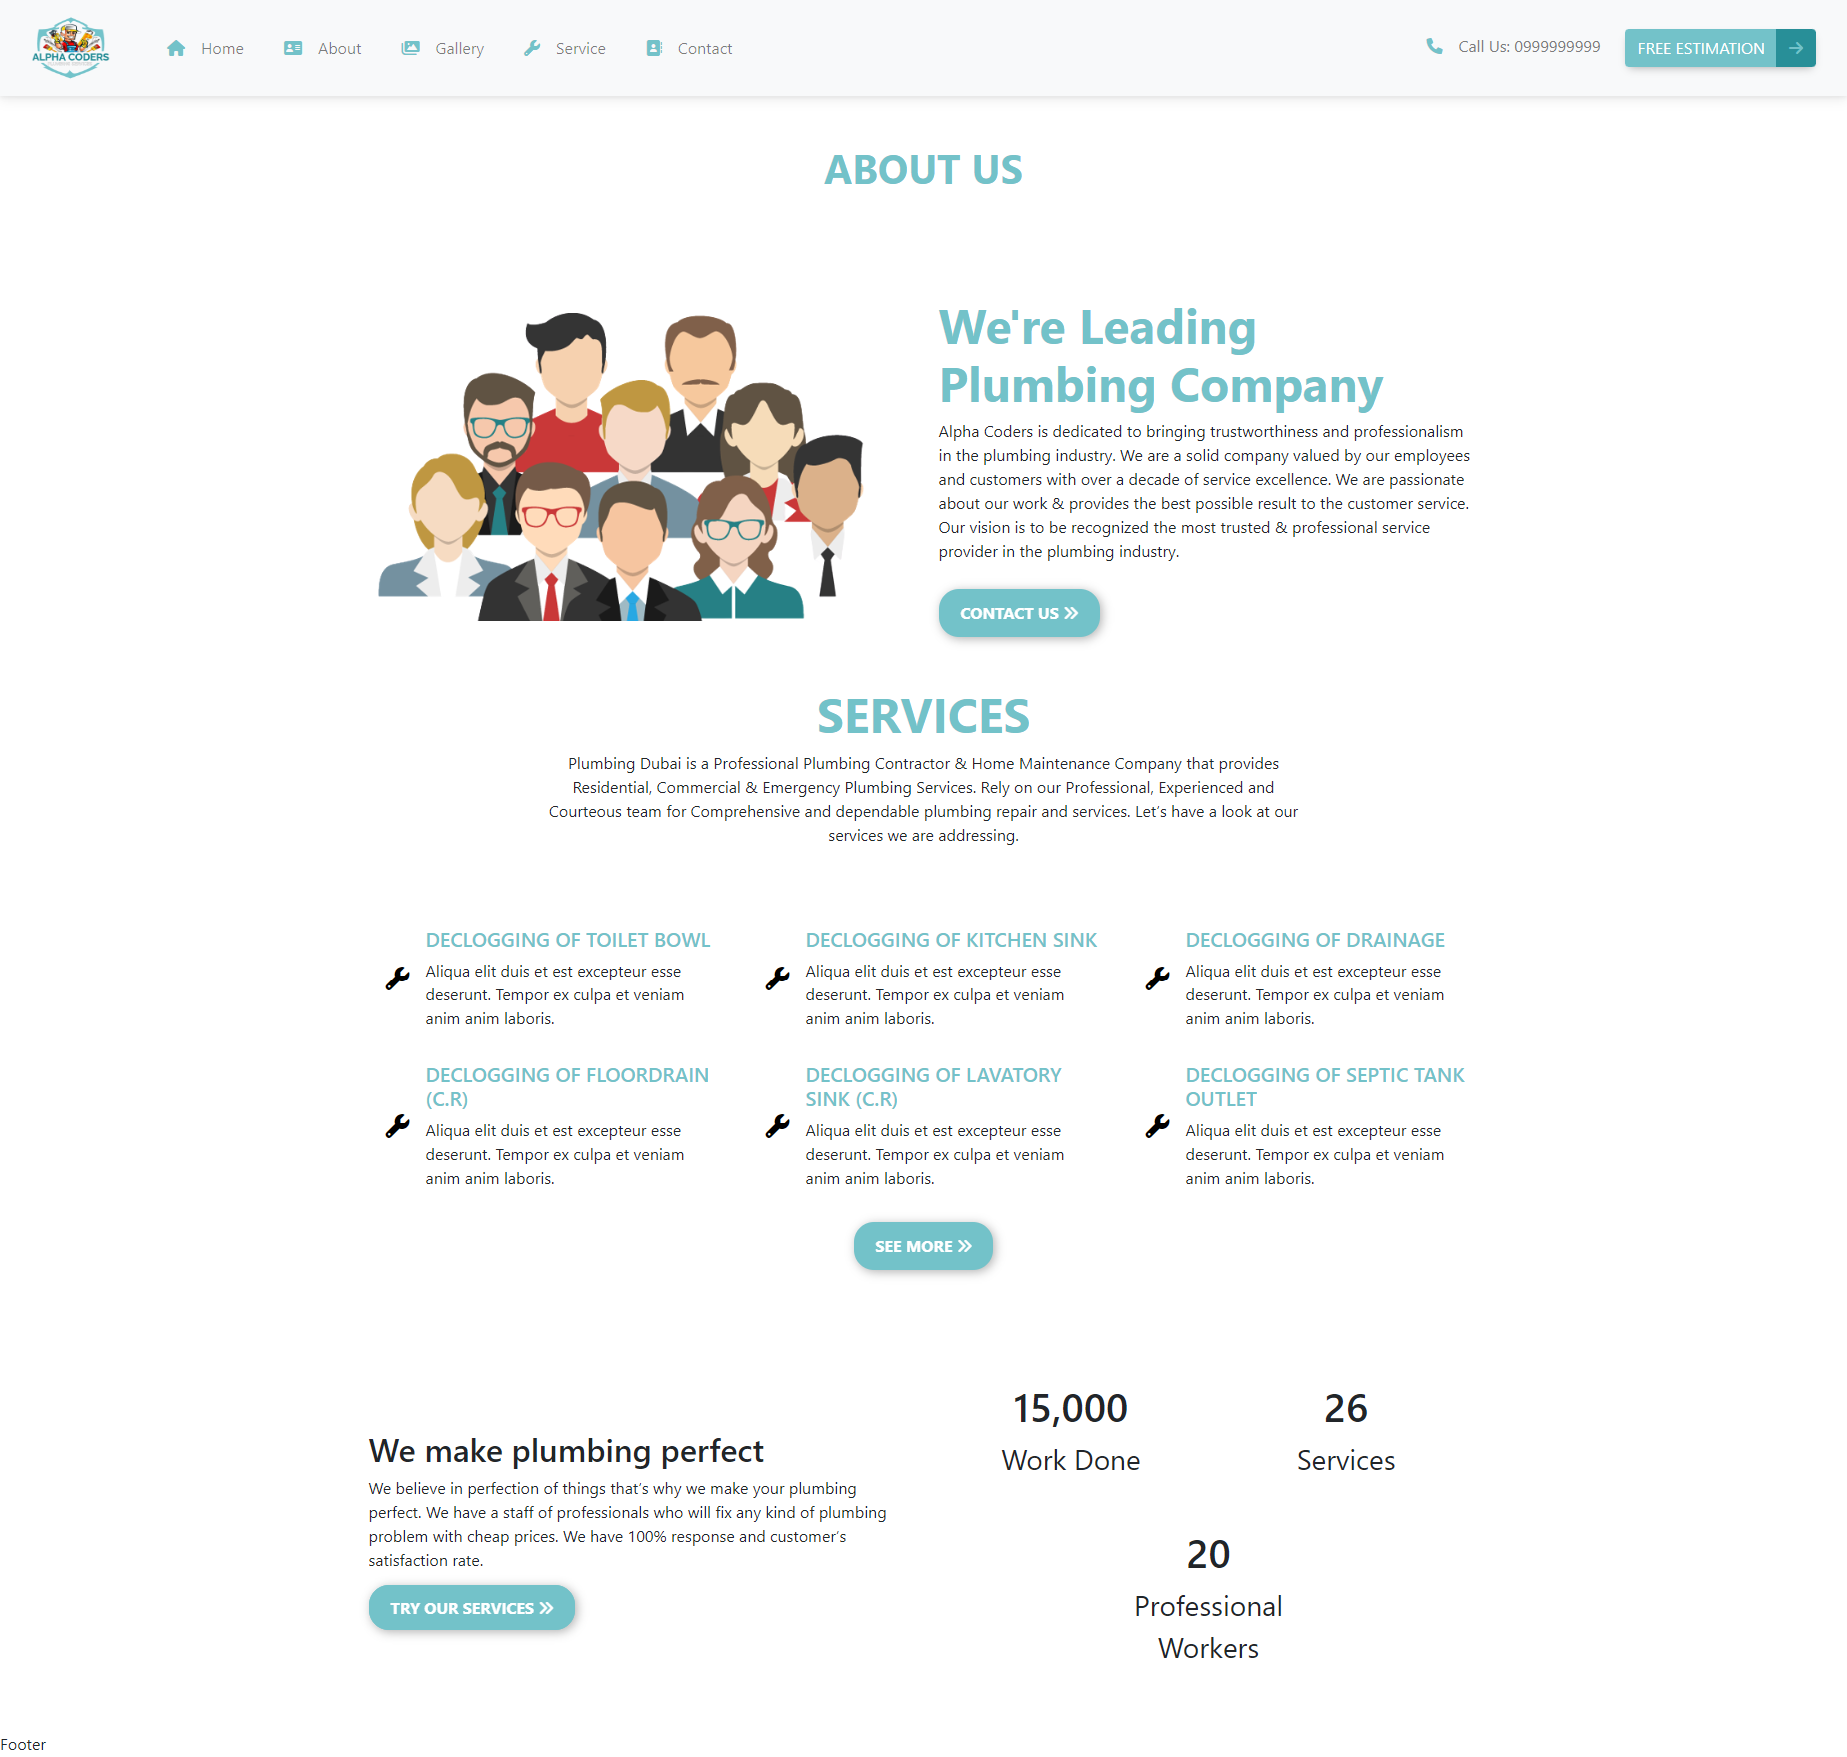 ALPHA CODERS
Home
About
Gallery
Service
Contact
Call Us: 0999999999
FREE ESTIMATION
ABOUT US
We're Leading
Plumbing Company
Alpha Coders is dedicated to bringing trustworthiness and professionalism
in the plumbing industry. We are a solid company valued by our employees
and customers with over a decade of service excellence. We are passionate
about our work & provides the best possible result to the customer service.
Our vision is to be recognized the most trusted & professional service
provider in the plumbing industry.
CONTACT US
SERVICES
Plumbing Dubai is a Professional Plumbing Contractor & Home Maintenance Company that provides
Residential, Commercial & Emergency Plumbing Services. Rely on our Professional, Experienced and
Courteous team for Comprehensive and dependable plumbing repair and services. Let’s have a look at our
services we are addressing.
DECLOGGING OF TOILET BOWL
Aliqua elit duis et est excepteur esse
deserunt. Tempor ex culpa et veniam
anim anim laboris.
DECLOGGING OF KITCHEN SINK
Aliqua elit duis et est excepteur esse
deserunt. Tempor ex culpa et veniam
anim anim laboris.
DECLOGGING OF DRAINAGE
Aliqua elit duis et est excepteur esse
deserunt. Tempor ex culpa et veniam
anim anim laboris.
DECLOGGING OF FLOORDRAIN
(C.R)
Aliqua elit duis et est excepteur esse
deserunt. Tempor ex culpa et veniam
anim anim laboris.
DECLOGGING OF LAVATORY
SINK (C.R)
Aliqua elit duis et est excepteur esse
deserunt. Tempor ex culpa et veniam
anim anim laboris.
DECLOGGING OF SEPTIC TANK
OUTLET
Aliqua elit duis et est excepteur esse
deserunt. Tempor ex culpa et veniam
anim anim laboris.
SEE MORE
We make plumbing perfect
We believe in perfection of things that’s why we make your plumbing
perfect. We have a staff of professionals who will fix any kind of plumbing
problem with cheap prices. We have 100% response and customer’s
satisfaction rate.
TRY OUR SERVICES
15,000
Work Done
26
Services
20
Professional
Workers
Footer